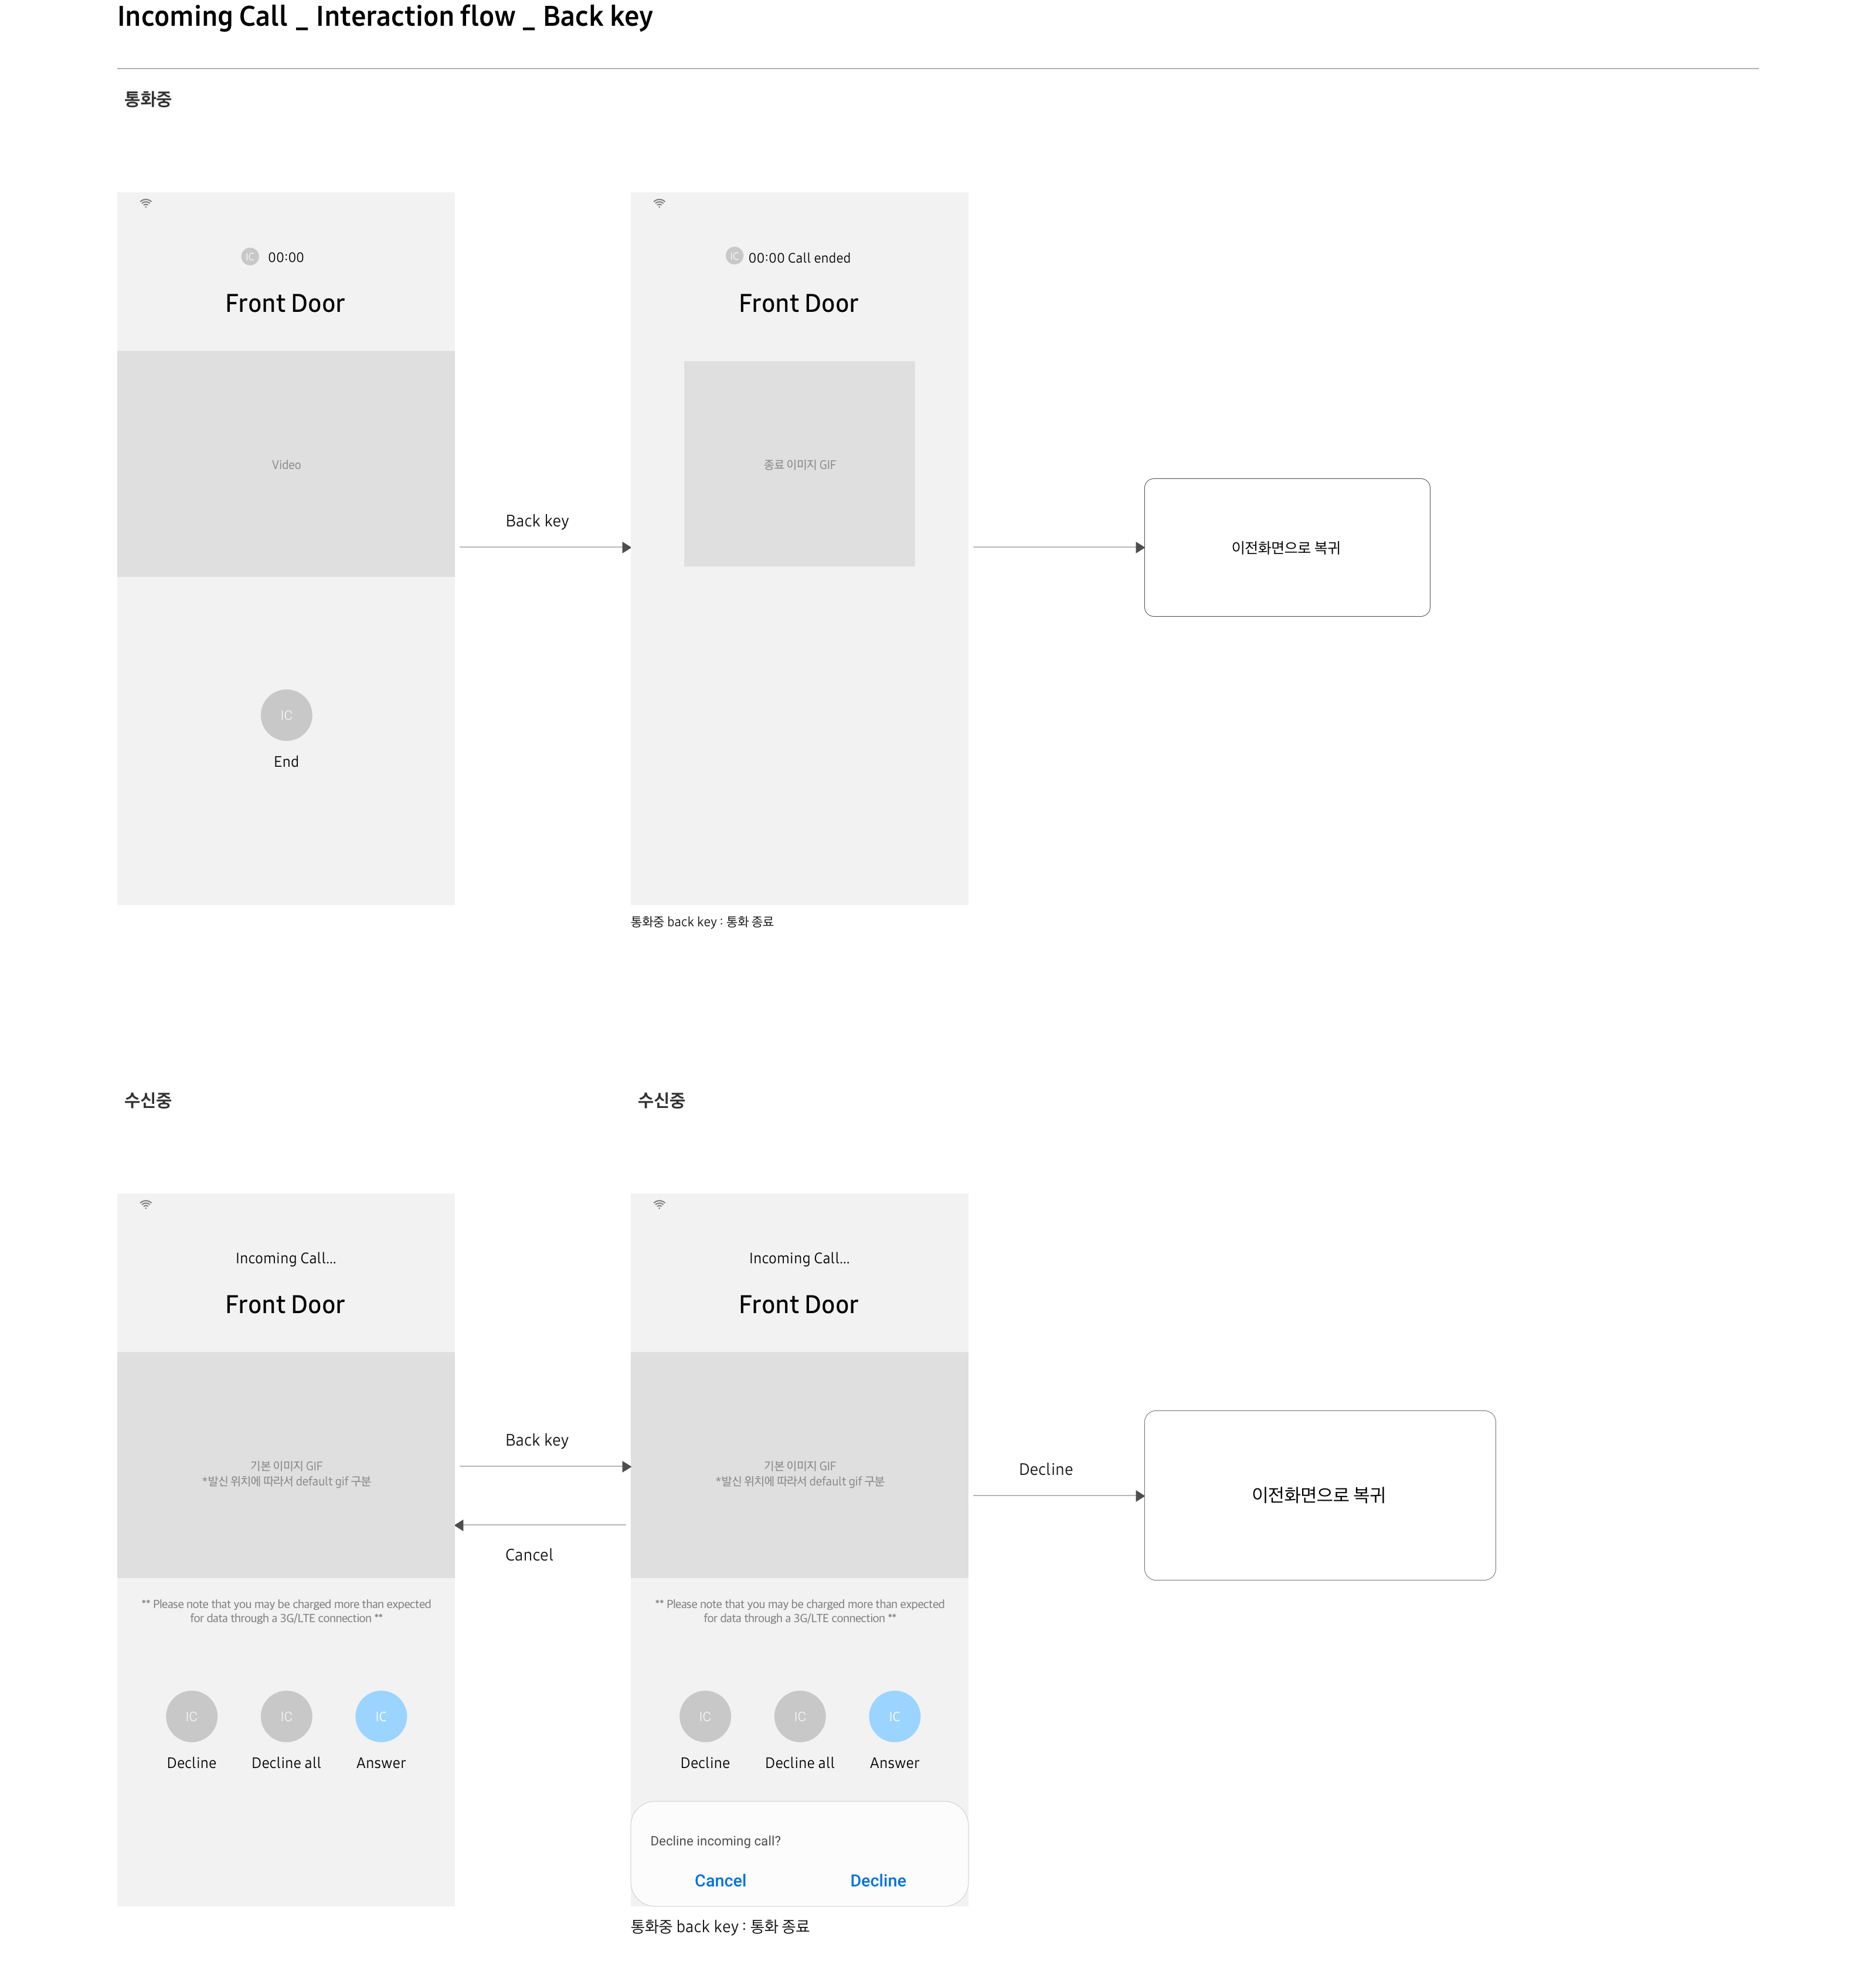 Incoming Call _ Interaction flow _ Back key
통화중
IC 00:00
Front Door
Video
IC
End
Back key
IC 00:00 Call ended
Front Door
종료 이미지 GIF
통화중 back key : 통화 종료
이전화면으로 복귀
수신중
Incoming Call...
Front Door
기본 이미지 GIF
*발신 위치에 따라서 default gif 구분
** Please note that you may be charged more than expected
for data through a 3G/LTE connection **
IC IC IC
Decline Decline all Answer
Back key
Cancel
수신중
Incoming Call...
Front Door
기본 이미지 GIF
*발신 위치에 따라서 default gif 구분
** Please note that you may be charged more than expected
for data through a 3G/LTE connection **
IC IC IC
Decline Decline all Answer
Decline incoming call?
Cancel Decline
통화중 back key : 통화 종료
Decline
이전화면으로 복귀